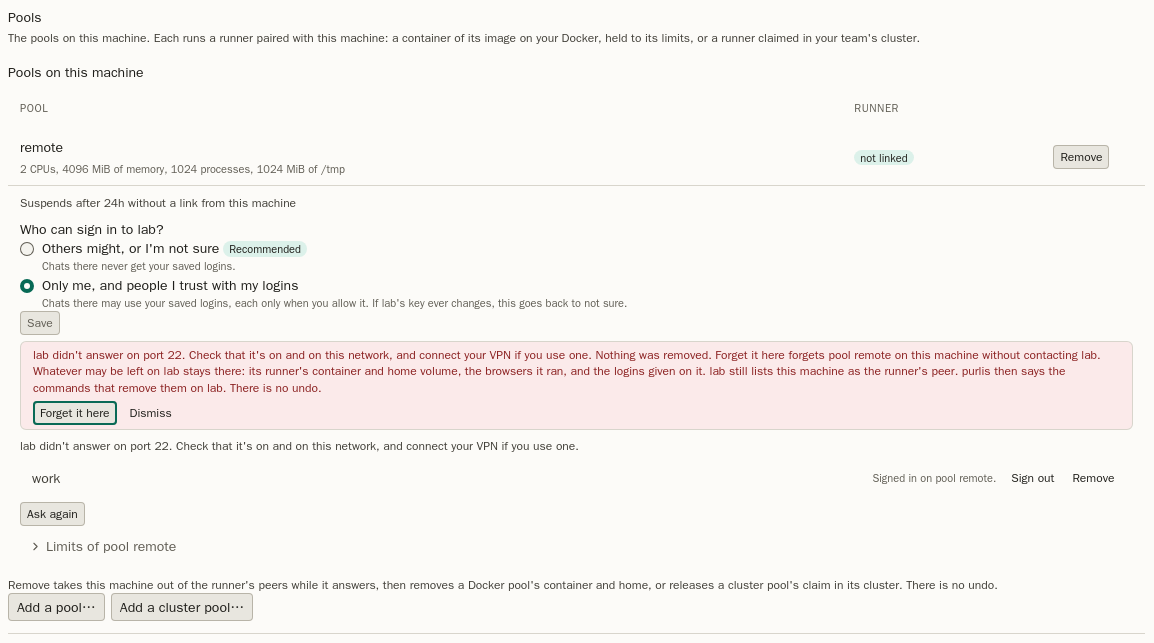 Pools
The pools on this machine. Each runs a runner paired with this machine: a container of its image on your Docker, held to its limits, or a runner claimed in your team's cluster.
Pools on this machine
POOL
RUNNER
remote
2 CPUs, 4096 MiB of memory, 1024 processes, 1024 MiB of /tmp
not linked
Remove
Suspends after 24h without a link from this machine
Who can sign in to lab?
Others might, or I'm not sure Recommended
Chats there never get your saved logins.
Only me, and people I trust with my logins
Chats there may use your saved logins, each only when you allow it. If lab's key ever changes, this goes back to not sure.
Save
lab didn't answer on port 22. Check that it's on and on this network, and connect your VPN if you use one. Nothing was removed. Forget it here forgets pool remote on this machine without contacting lab.
Whatever may be left on lab stays there: its runner's container and home volume, the browsers it ran, and the logins given on it. lab still lists this machine as the runner's peer. purlis then says the
commands that remove them on lab. There is no undo.
Forget it here Dismiss
lab didn't answer on port 22. Check that it's on and on this network, and connect your VPN if you use one.
work
Signed in on pool remote. Sign out Remove
Ask again
Limits of pool remote
Remove takes this machine out of the runner's peers while it answers, then removes a Docker pool's container and home, or releases a cluster pool's claim in its cluster. There is no undo.
Add a pool··· Add a cluster pool···